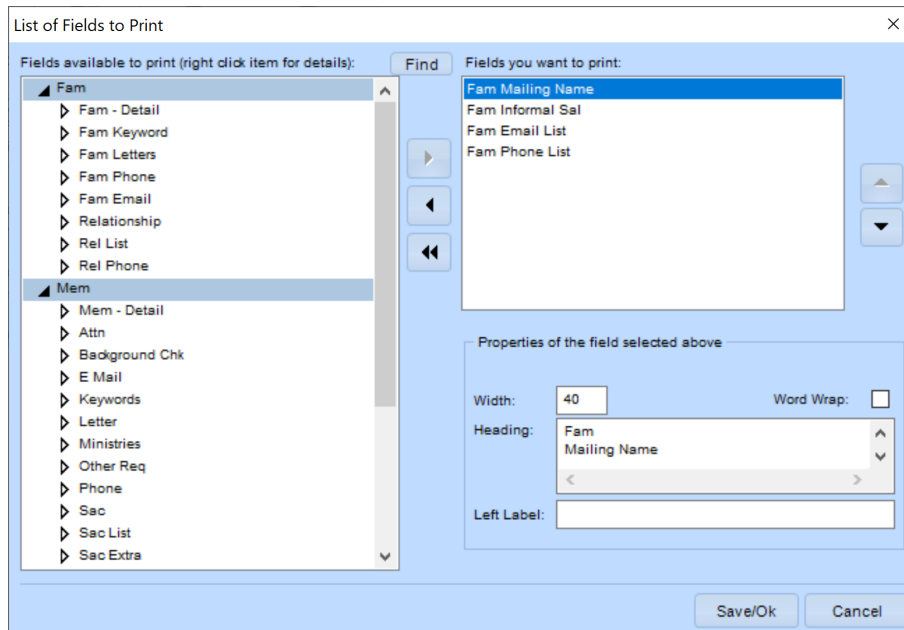 List of Fields to Print
Fields available to print (right click item for details):
Find
Fam
Fam - Detail
Fam Keyword
Fam Letters
Fam Phone
Fam Email
Relationship
Rel List
Rel Phone
Mem
Mem - Detail
Attn
Background Chk
E Mail
Keywords
Letter
Ministries
Other Req
Phone
Sac
Sac List
Sac Extra
Fields you want to print:
Fam Mailing Name
Fam Informal Sal
Fam Email List
Fam Phone List
Properties of the field selected above
Width: 40 Word Wrap:
Heading: Fam
Mailing Name
Left Label:
Save/Ok Cancel